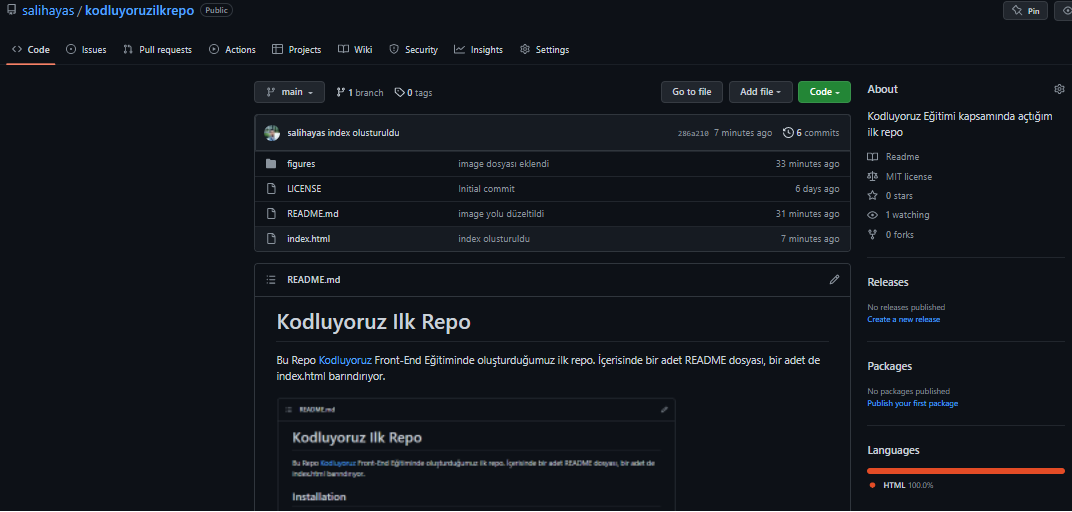 salihayas / kodluyoruzilkrepo Public
Pin
Code Issues Pull requests Actions Projects Wiki Security Insights Settings
main 1 branch 0 tags Go to file Add file Code
salihayas index olusturuldu 286a210 7 minutes ago 6 commits
figures image dosyası eklendi 33 minutes ago
LICENSE Initial commit 6 days ago
README.md image yolu düzeltildi 31 minutes ago
index.html index olusturuldu 7 minutes ago
README.md
Kodluyoruz Ilk Repo
Bu Repo Kodluyoruz Front-End Eğitiminde oluşturduğumuz ilk repo. İçerisinde bir adet README dosyası, bir adet de
index.html barındırıyor.
README.md
Kodluyoruz Ilk Repo
Bu Repo Kodluyoruz Front-End Eğitiminde oluşturduğumuz ilk repo. İçerisinde bir adet README dosyası, bir adet de
index.html barındırıyor.
Installation
About
Kodluyoruz Eğitimi kapsamında açtığım
ilk repo
Readme
MIT license
0 stars
1 watching
0 forks
Releases
No releases published
Create a new release
Packages
No packages published
Publish your first package
Languages
HTML 100.0%